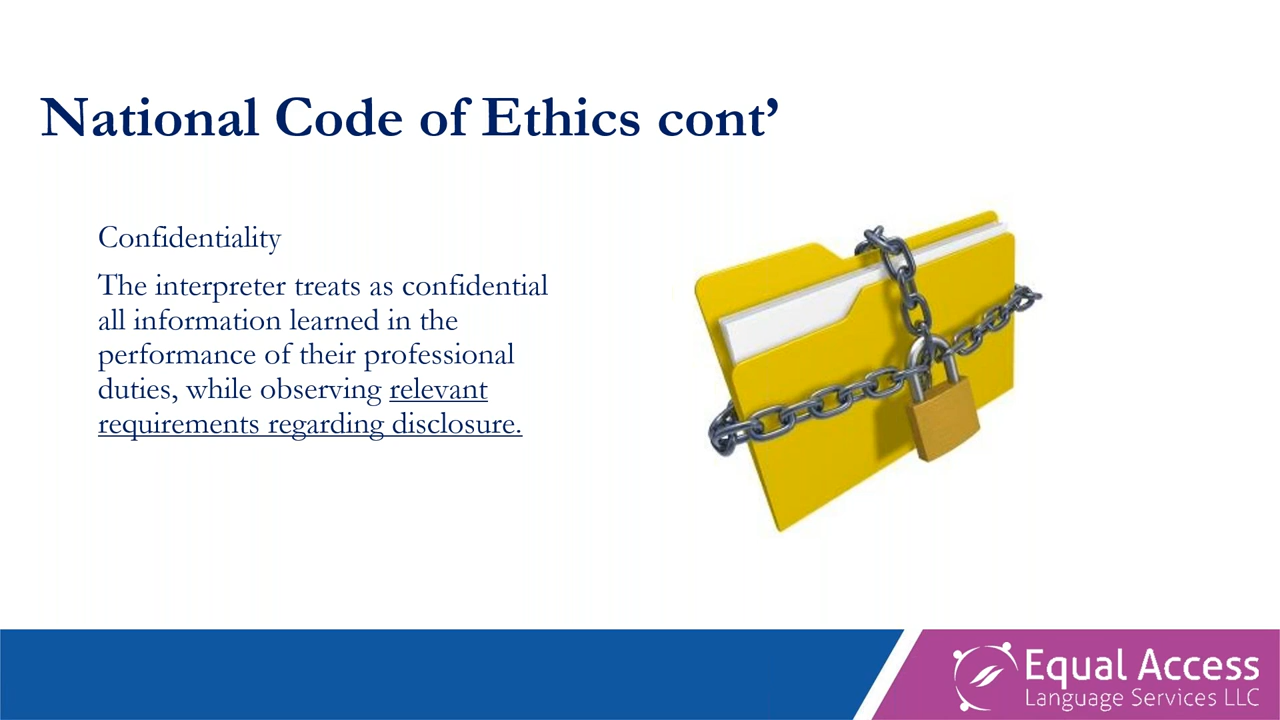 National Code of Ethics cont’
Confidentiality
The interpreter treats as confidential
all information learned in the
performance of their professional
duties, while observing relevant
requirements regarding disclosure.
Equal Access
Language Services LLC